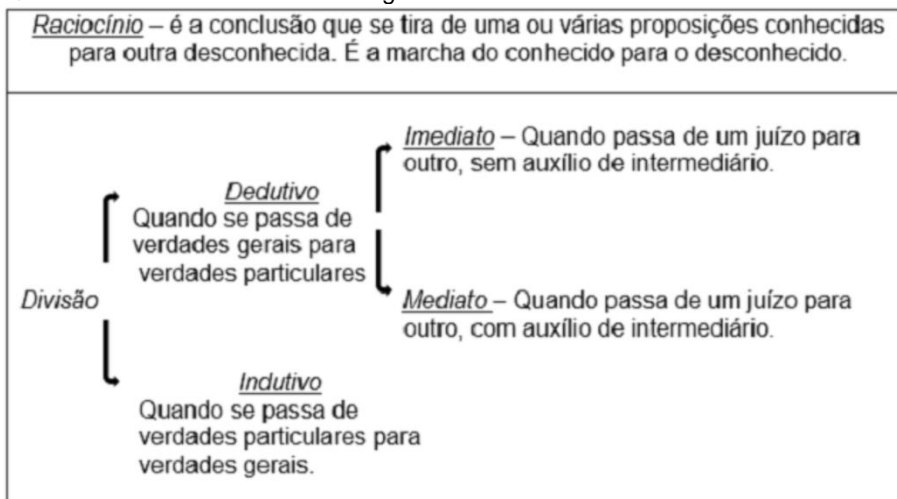 Raciocínio – é a conclusão que se tira de uma ou várias proposições conhecidas
para outra desconhecida. É a marcha do conhecido para o desconhecido.
Imediato – Quando passa de um juízo para
outro, sem auxílio de intermediário.
Dedutivo
Quando se passa de
verdades gerais para
verdades particulares
Divisão
Mediato – Quando passa de um juízo para
outro, com auxílio de intermediário.
Indutivo
Quando se passa de
verdades particulares para
verdades gerais.